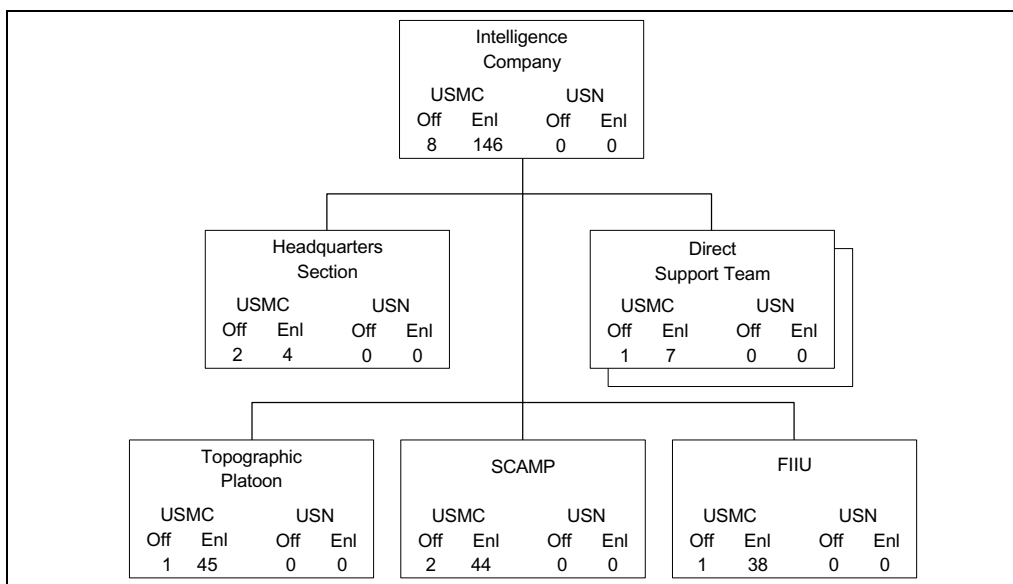 Intelligence
Company
USMC USN
Off Enl Off Enl
8 146 0 0
Headquarters
Section
USMC USN
Off Enl Off Enl
2 4 0 0
Direct
Support Team
USMC USN
Off Enl Off Enl
1 7 0 0
Topographic
Platoon
USMC USN
Off Enl Off Enl
1 45 0 0
SCAMP
USMC USN
Off Enl Off Enl
2 44 0 0
FIIU
USMC USN
Off Enl Off Enl
1 38 0 0